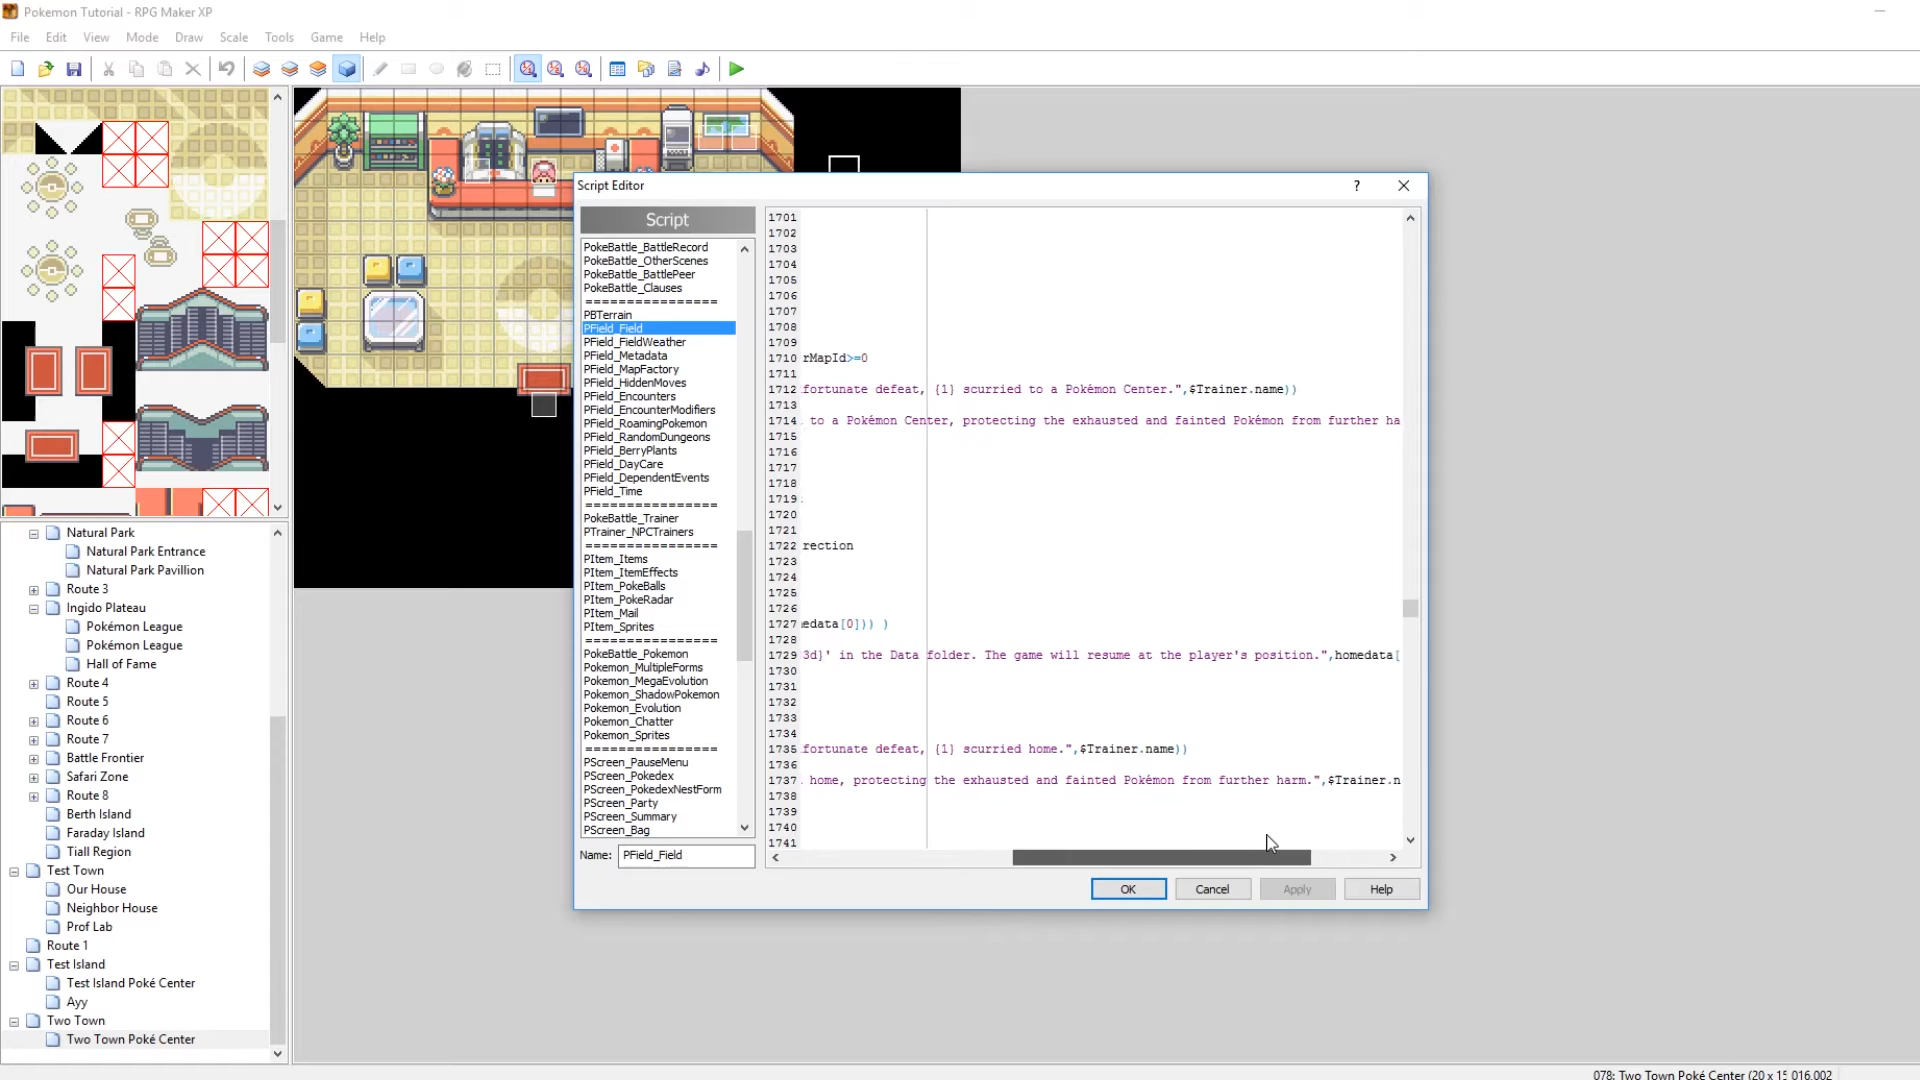 Pokemon Tutorial - RPG Maker XP
File Edit View Mode Draw Scale Tools Game Help
Script Editor
?
Script
PokeBattle_BattleRecord
PokeBattle_OtherScenes
PokeBattle_BattlePeer
PokeBattle_Clauses
================
PBTerrain
PField_Field
PField_FieldWeather
PField_Metadata
PField_MapFactory
PField_HiddenMoves
PField_Encounters
PField_EncounterModifiers
PField_RoamingPokemon
PField_RandomDungeons
PField_BerryPlants
PField_DayCare
PField_DependentEvents
PField_Time
================
PokeBattle_Trainer
PTrainer_NPCTrainers
================
PItem_Items
PItem_ItemEffects
PItem_PokeBalls
PItem_PokeRadar
PItem_Mail
PItem_Sprites
================
PokeBattle_Pokemon
Pokemon_MultipleForms
Pokemon_MegaEvolution
Pokemon_ShadowPokemon
Pokemon_Evolution
Pokemon_Chatter
Pokemon_Sprites
================
PScreen_PauseMenu
PScreen_Pokedex
PScreen_PokedexNestForm
PScreen_Party
PScreen_Summary
PScreen_Bag
Name: PField_Field
1701
1702
1703
1704
1705
1706
1707
1708
1709
1710 rMapId>=0
1711
1712 fortunate defeat, {1} scurried to a Pokémon Center.",$Trainer.name))
1713
1714 to a Pokémon Center, protecting the exhausted and fainted Pokémon from further ha
1715
1716
1717
1718
1719
1720
1721
1722 rection
1723
1724
1725
1726
1727 edata[0])) )
1728
1729 3d}' in the Data folder. The game will resume at the player's position.",homedata[
1730
1731
1732
1733
1734
1735 fortunate defeat, {1} scurried home.",$Trainer.name))
1736
1737 home, protecting the exhausted and fainted Pokémon from further harm.",$Trainer.n
1738
1739
1740
1741
OK Cancel Apply Help
Natural Park
Natural Park Entrance
Natural Park Pavillion
Route 3
Ingido Plateau
Pokémon League
Pokémon League
Hall of Fame
Route 4
Route 5
Route 6
Route 7
Battle Frontier
Safari Zone
Route 8
Berth Island
Faraday Island
Tiall Region
Test Town
Our House
Neighbor House
Prof Lab
Route 1
Test Island
Test Island Poké Center
Ayy
Two Town
Two Town Poké Center
078: Two Town Poké Center (20 x 15 016,002